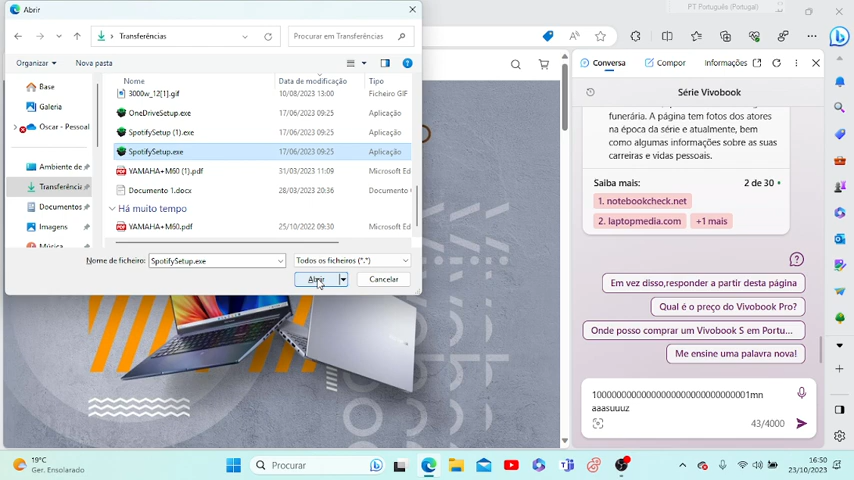 Abrir
Transferências
Procurar em Transferências
Organizar
Nova pasta
Base
Galeria
Oscar - Pessoal
Ambiente de
Transferência
Documentos
Imagens
Música
Nome
Data de modificação
Tipo
3000w_12[1].gif
10/08/2023 13:00
Ficheiro GIF
OneDriveSetup.exe
17/06/2023 09:25
Aplicação
SpotifySetup (1).exe
17/06/2023 09:25
Aplicação
SpotifySetup.exe
17/06/2023 09:25
Aplicação
YAMAHA+M60 (1).pdf
31/03/2023 11:09
Microsoft Ed
Documento 1.docx
28/03/2023 20:36
Documento
Há muito tempo
YAMAHA+M60.pdf
25/10/2022 09:30
Microsoft Ed
Nome de ficheiro:
SpotifySetup.exe
Todos os ficheiros (*.*)
Abrir
Cancelar
PT Português (Portugal)
Conversa
Compor
Informações
Série Vivobook
funerária. A página tem fotos dos atores
na época da série e atualmente, bem
como algumas informações sobre as suas
carreiras e vidas pessoais.
Saiba mais:
2 de 30
1. notebookcheck.net
2. laptopmedia.com
+1 mais
Em vez disso,responder a partir desta página
Qual é o preço do Vivobook Pro?
Onde posso comprar um Vivobook S em Portu...
Me ensine uma palavra nova!
aaasuuuz
43/4000
19°C
Ger. Ensolarado
Procurar
16:50
23/10/2023